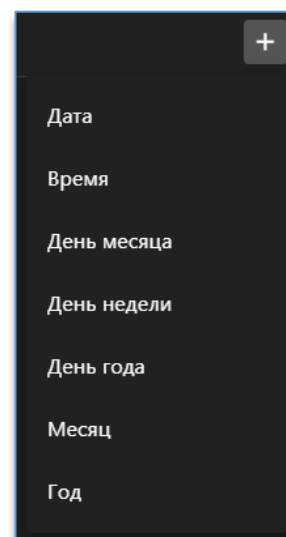 +
Дата
Время
День месяца
День недели
День года
Месяц
Год